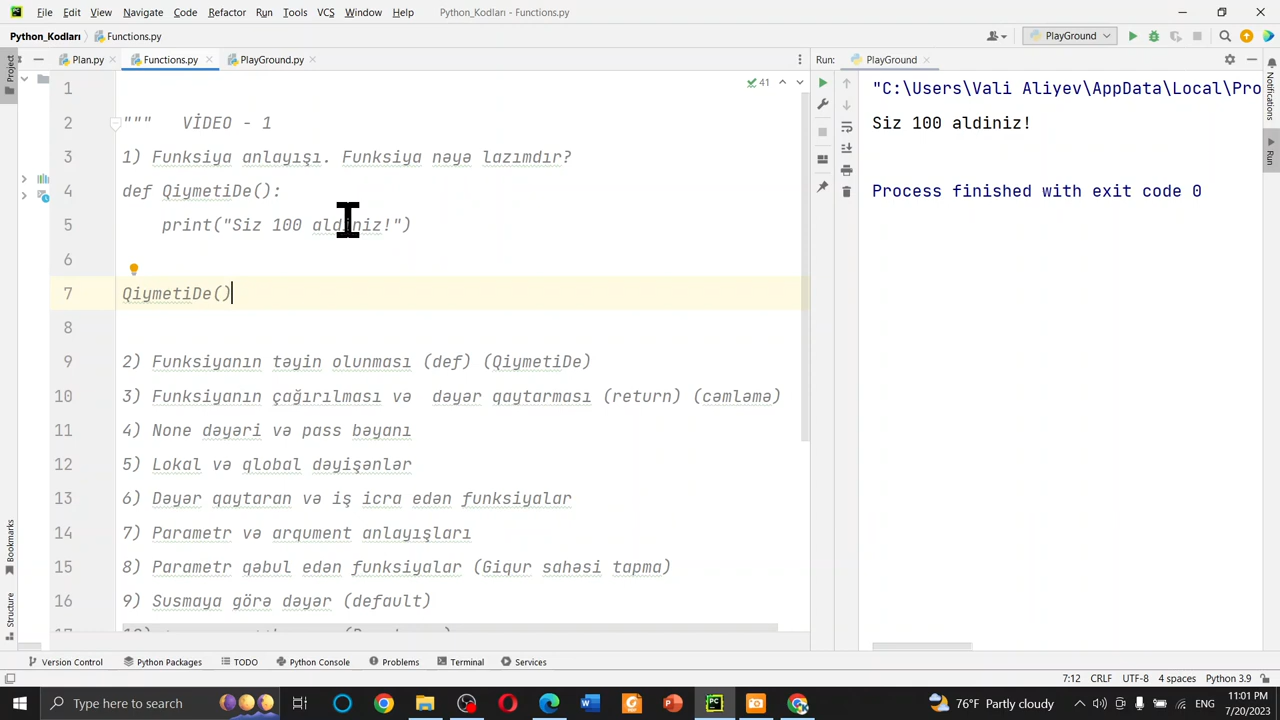 File Edit View Navigate Code Refactor Run Tools VCS Window Help Python_Kodları - Functions.py
Python_Kodları Functions.py PlayGround
Project
Plan.py Functions.py PlayGround.py Run: PlayGround
Notifications
Run
41
1
2 """ VİDEO - 1
3 1) Funksiya anlayışı. Funksiya nəyə lazımdır?
4 def QiymetiDe():
5 print("Siz 100 aldiniz!")
6
7 QiymetiDe()
8
9 2) Funksiyanın təyin olunması (def) (QiymetiDe)
10 3) Funksiyanın çağırılması və dəyər qaytarması (return) (cəmləmə)
11 4) None dəyəri və pass bəyanı
12 5) Lokal və qlobal dəyişənlər
13 6) Dəyər qaytaran və iş icra edən funksiyalar
14 7) Parametr və arqument anlayışları
15 8) Parametr qəbul edən funksiyalar (Giqur sahəsi tapma)
16 9) Susmaya görə dəyər (default)
"C:\Users\Vali Aliyev\AppData\Local\Pro
Siz 100 aldiniz!
Process finished with exit code 0
Bookmarks
Structure
Version Control Python Packages TODO Python Console Problems Terminal Services
7:12 CRLF UTF-8 4 spaces Python 3.9
Type here to search
76°F Partly cloudy ENG
11:01 PM
7/20/2023